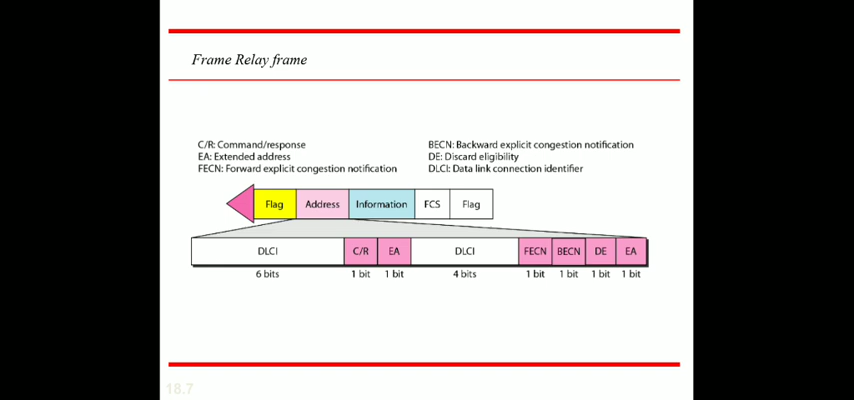 Frame Relay frame
C/R: Command/response
EA: Extended address
FECN: Forward explicit congestion notification
BECN: Backward explicit congestion notification
DE: Discard eligibility
DLCI: Data link connection identifier
Flag Address Information FCS Flag
DLCI C/R EA DLCI FECN BECN DE EA
6 bits 1 bit 1 bit 4 bits 1 bit 1 bit 1 bit 1 bit
18.7